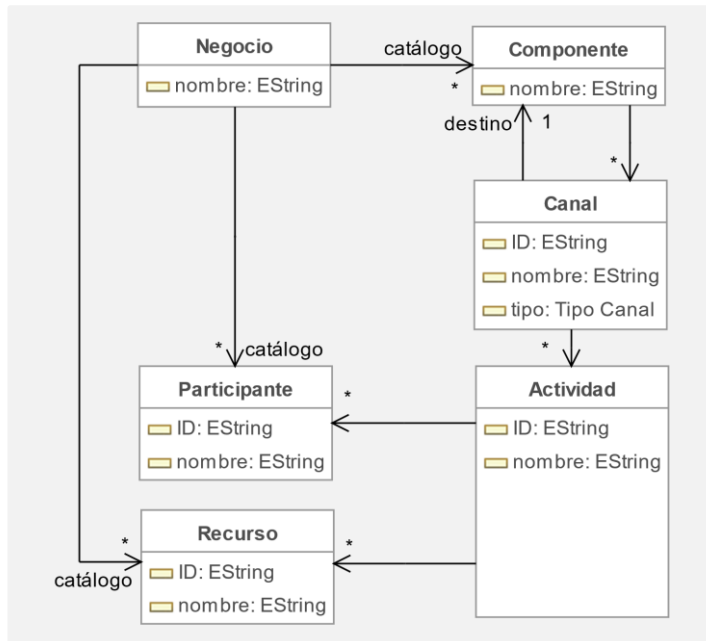 Negocio
nombre: EString
catálogo
*
Componente
nombre: EString
destino
1
*
Canal
ID: EString
nombre: EString
tipo: Tipo Canal
*
* catálogo
Participante
ID: EString
nombre: EString
*
Actividad
ID: EString
nombre: EString
*
catálogo
Recurso
ID: EString
nombre: EString
*